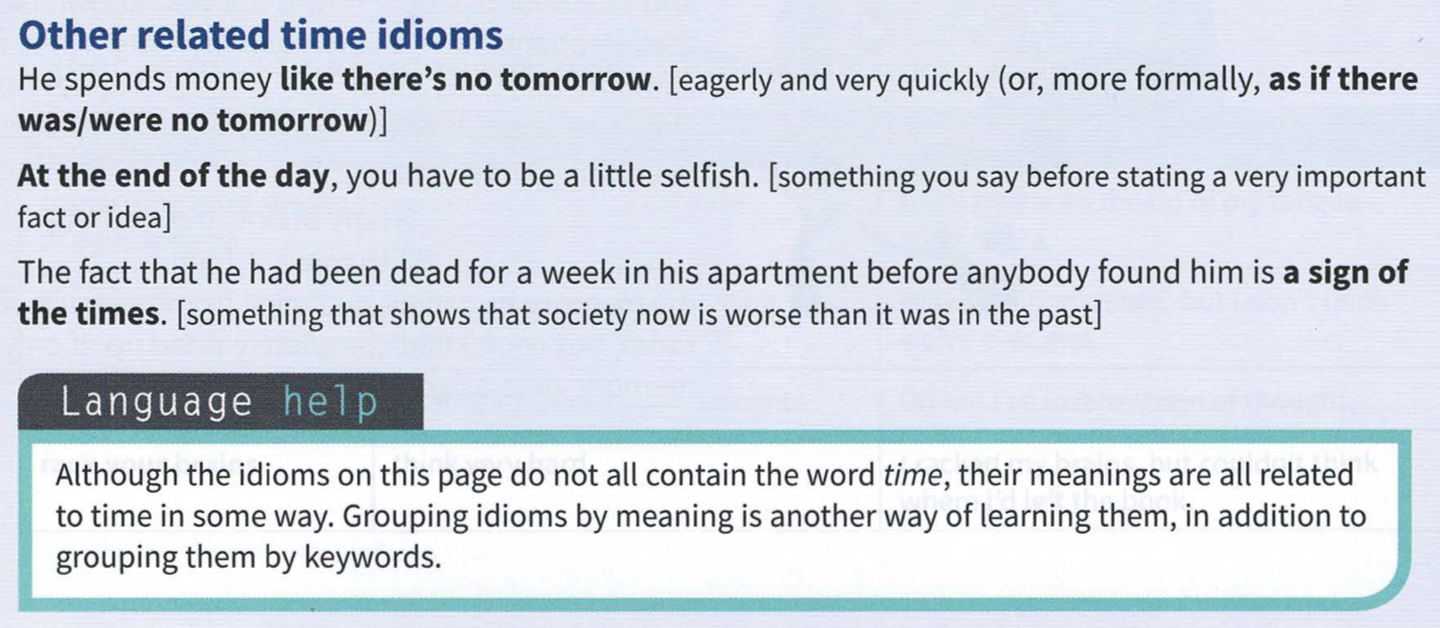 Other related time idioms
He spends money like there's no tomorrow. [eagerly and very quickly (or, more formally, as if there
was/were no tomorrow)]
At the end of the day, you have to be a little selfish. [something you say before stating a very important
fact or idea]
The fact that he had been dead for a week in his apartment before anybody found him is a sign of
the times. [something that shows that society now is worse than it was in the past]
Language help
Although the idioms on this page do not all contain the word time, their meanings are all related
to time in some way. Grouping idioms by meaning is another way of learning them, in addition to
grouping them by keywords.